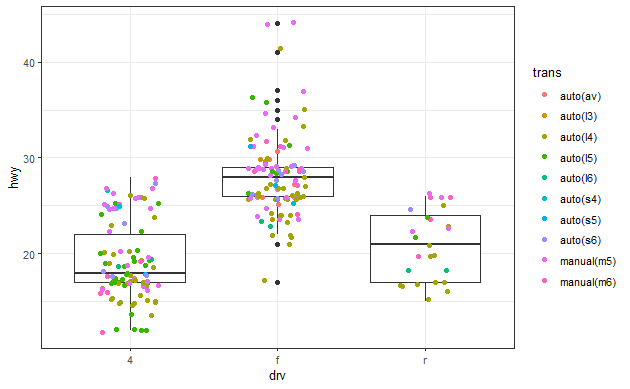 hwy
40
30
20
4
f
r
drv
trans
auto(av)
auto(l3)
auto(l4)
auto(l5)
auto(l6)
auto(s4)
auto(s5)
auto(s6)
manual(m5)
manual(m6)